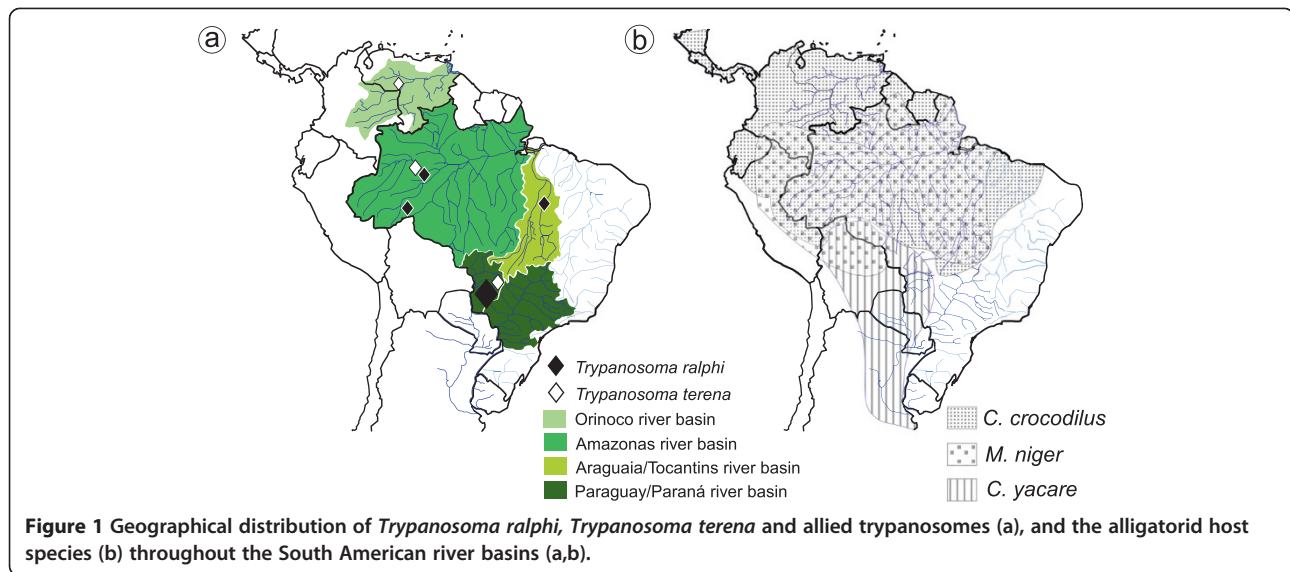 a
b
Trypanosoma ralphi
Trypanosoma terena
Orinoco river basin
Amazonas river basin
Araguaia/Tocantins river basin
Paraguay/Paraná river basin
C. crocodilus
M. niger
C. yacare
Figure 1 Geographical distribution of Trypanosoma ralphi, Trypanosoma terena and allied trypanosomes (a), and the alligatorid host
species (b) throughout the South American river basins (a,b).